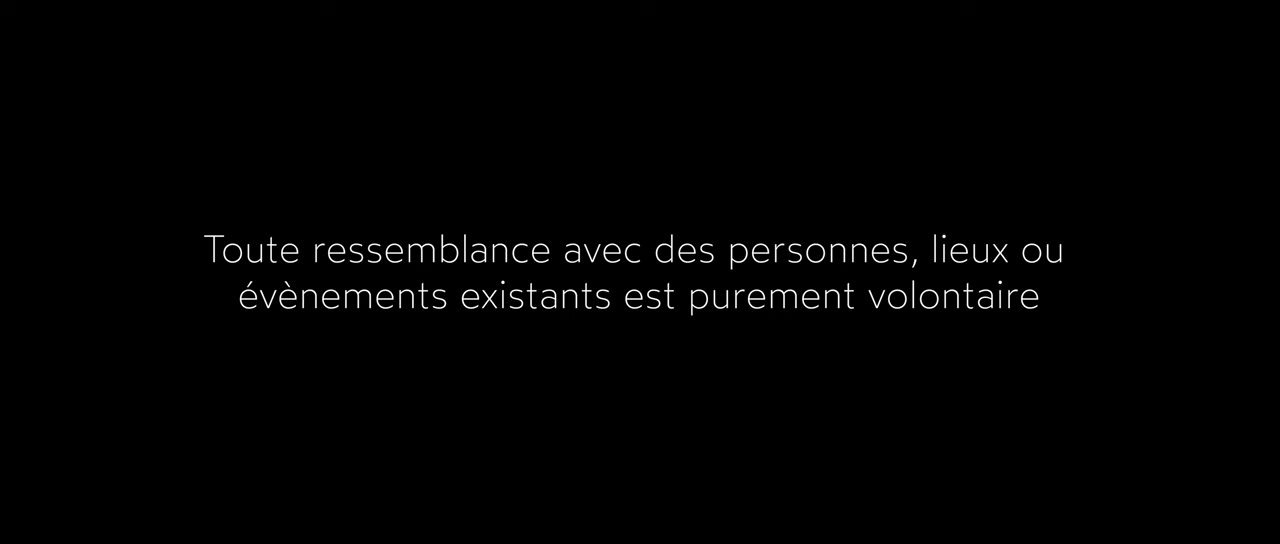 Toute ressemblance avec des personnes, lieux ou
évènements existants est purement volontaire